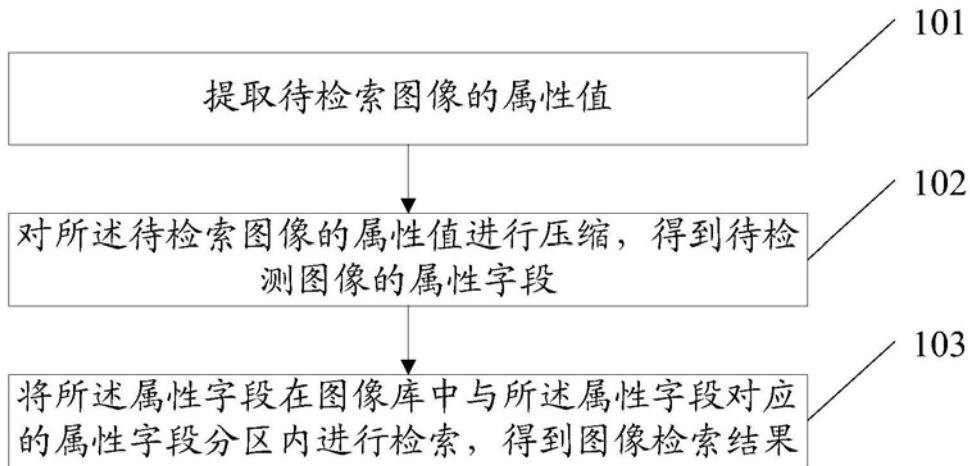 101
提取待检索图像的属性值
102
对所述待检索图像的属性值进行压缩，得到待检
测图像的属性字段
103
将所述属性字段在图像库中与所述属性字段对应
的属性字段分区内进行检索，得到图像检索结果